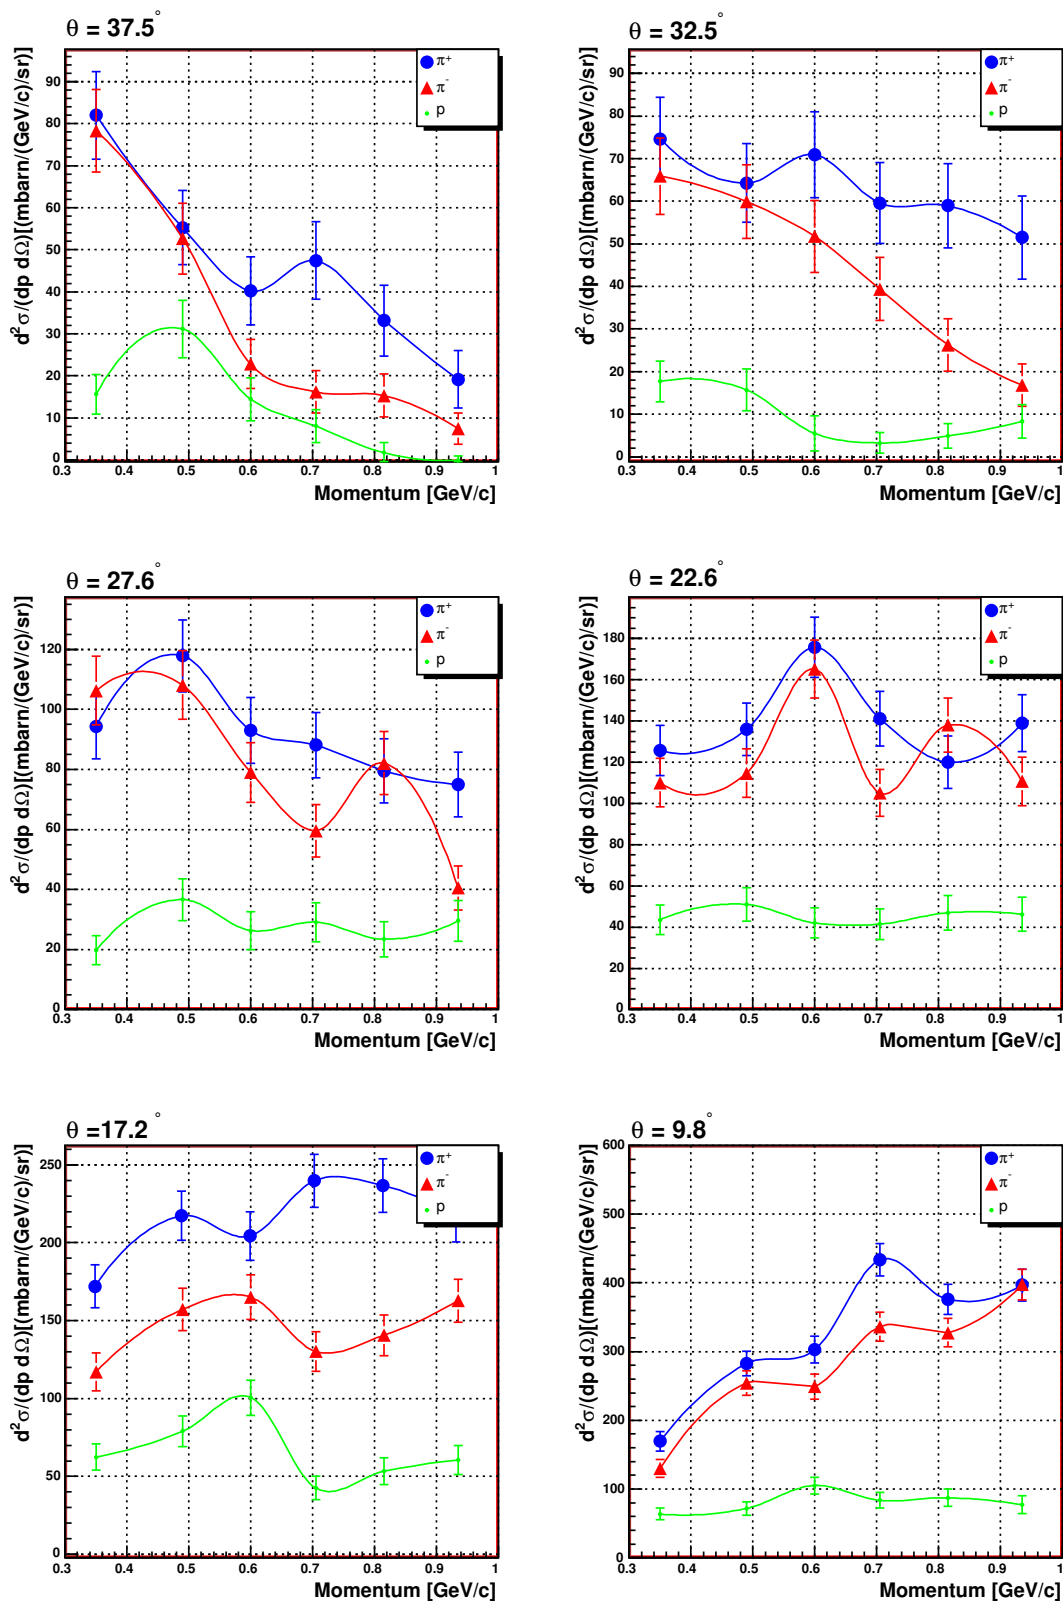 θ = 37.5°
d²σ/(dp dΩ)[(mbarn/(GeV/c)/sr)]
π⁺
π⁻
p
90
80
70
60
50
40
30
20
10
0
0.3 0.4 0.5 0.6 0.7 0.8 0.9 1
Momentum [GeV/c]
θ = 32.5°
d²σ/(dp dΩ)[(mbarn/(GeV/c)/sr)]
π⁺
π⁻
p
90
80
70
60
50
40
30
20
10
0
0.3 0.4 0.5 0.6 0.7 0.8 0.9 1
Momentum [GeV/c]
θ = 27.6°
d²σ/(dp dΩ)[(mbarn/(GeV/c)/sr)]
π⁺
π⁻
p
120
100
80
60
40
20
0
0.3 0.4 0.5 0.6 0.7 0.8 0.9 1
Momentum [GeV/c]
θ = 22.6°
d²σ/(dp dΩ)[(mbarn/(GeV/c)/sr)]
π⁺
π⁻
p
180
160
140
120
100
80
60
40
20
0
0.3 0.4 0.5 0.6 0.7 0.8 0.9 1
Momentum [GeV/c]
θ =17.2°
d²σ/(dp dΩ)[(mbarn/(GeV/c)/sr)]
π⁺
π⁻
p
250
200
150
100
50
0
0.3 0.4 0.5 0.6 0.7 0.8 0.9 1
Momentum [GeV/c]
θ = 9.8°
d²σ/(dp dΩ)[(mbarn/(GeV/c)/sr)]
π⁺
π⁻
p
600
500
400
300
200
100
0
0.3 0.4 0.5 0.6 0.7 0.8 0.9 1
Momentum [GeV/c]